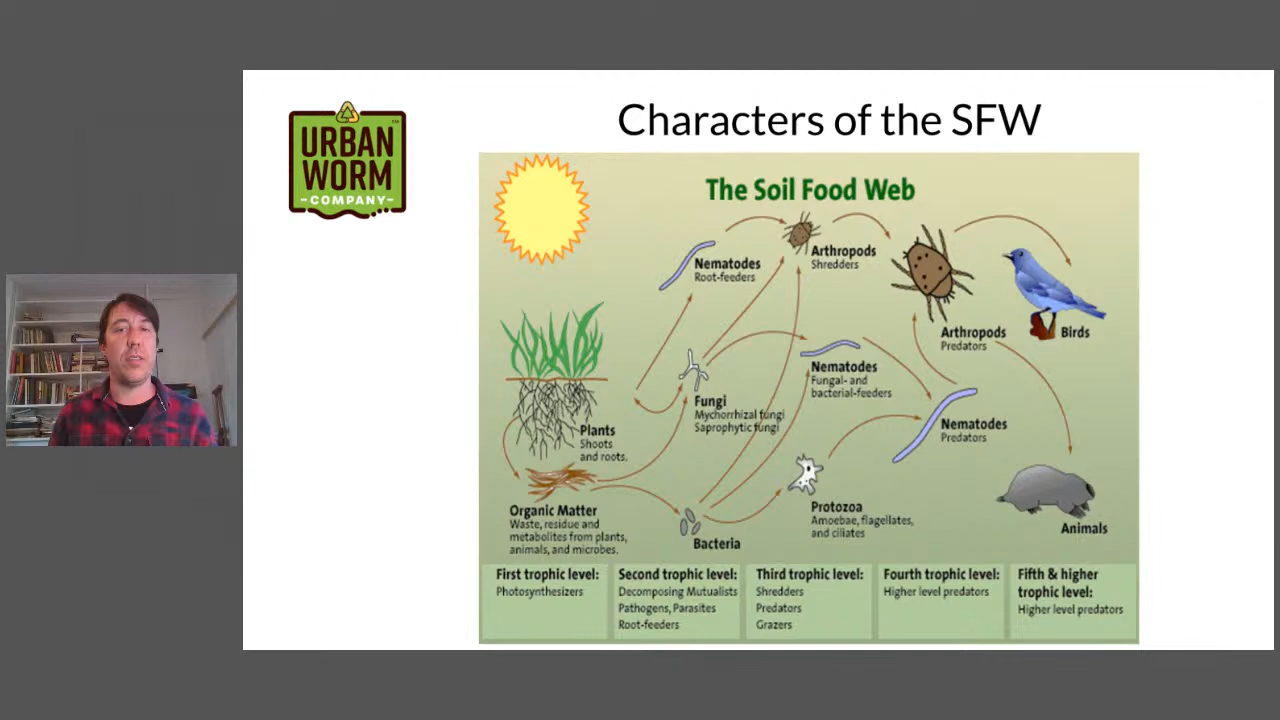 Characters of the SFW
URBAN
WORM
COMPANY
TM
The Soil Food Web
Nematodes
Root-feeders
Arthropods
Shredders
Arthropods
Predators
Birds
Plants
Shoots
and roots.
Fungi
Mychorrhizal fungi
Saprophytic fungi
Nematodes
Fungal- and
bacterial-feeders
Nematodes
Predators
Organic Matter
Waste, residue and
metabolites from plants,
animals, and microbes.
Bacteria
Protozoa
Amoebae, flagellates,
and ciliates
Animals
First trophic level:
Photosynthesizers
Second trophic level:
Decomposing Mutualists
Pathogens, Parasites
Root-feeders
Third trophic level:
Shredders
Predators
Grazers
Fourth trophic level:
Higher level predators
Fifth & higher
trophic level:
Higher level predators